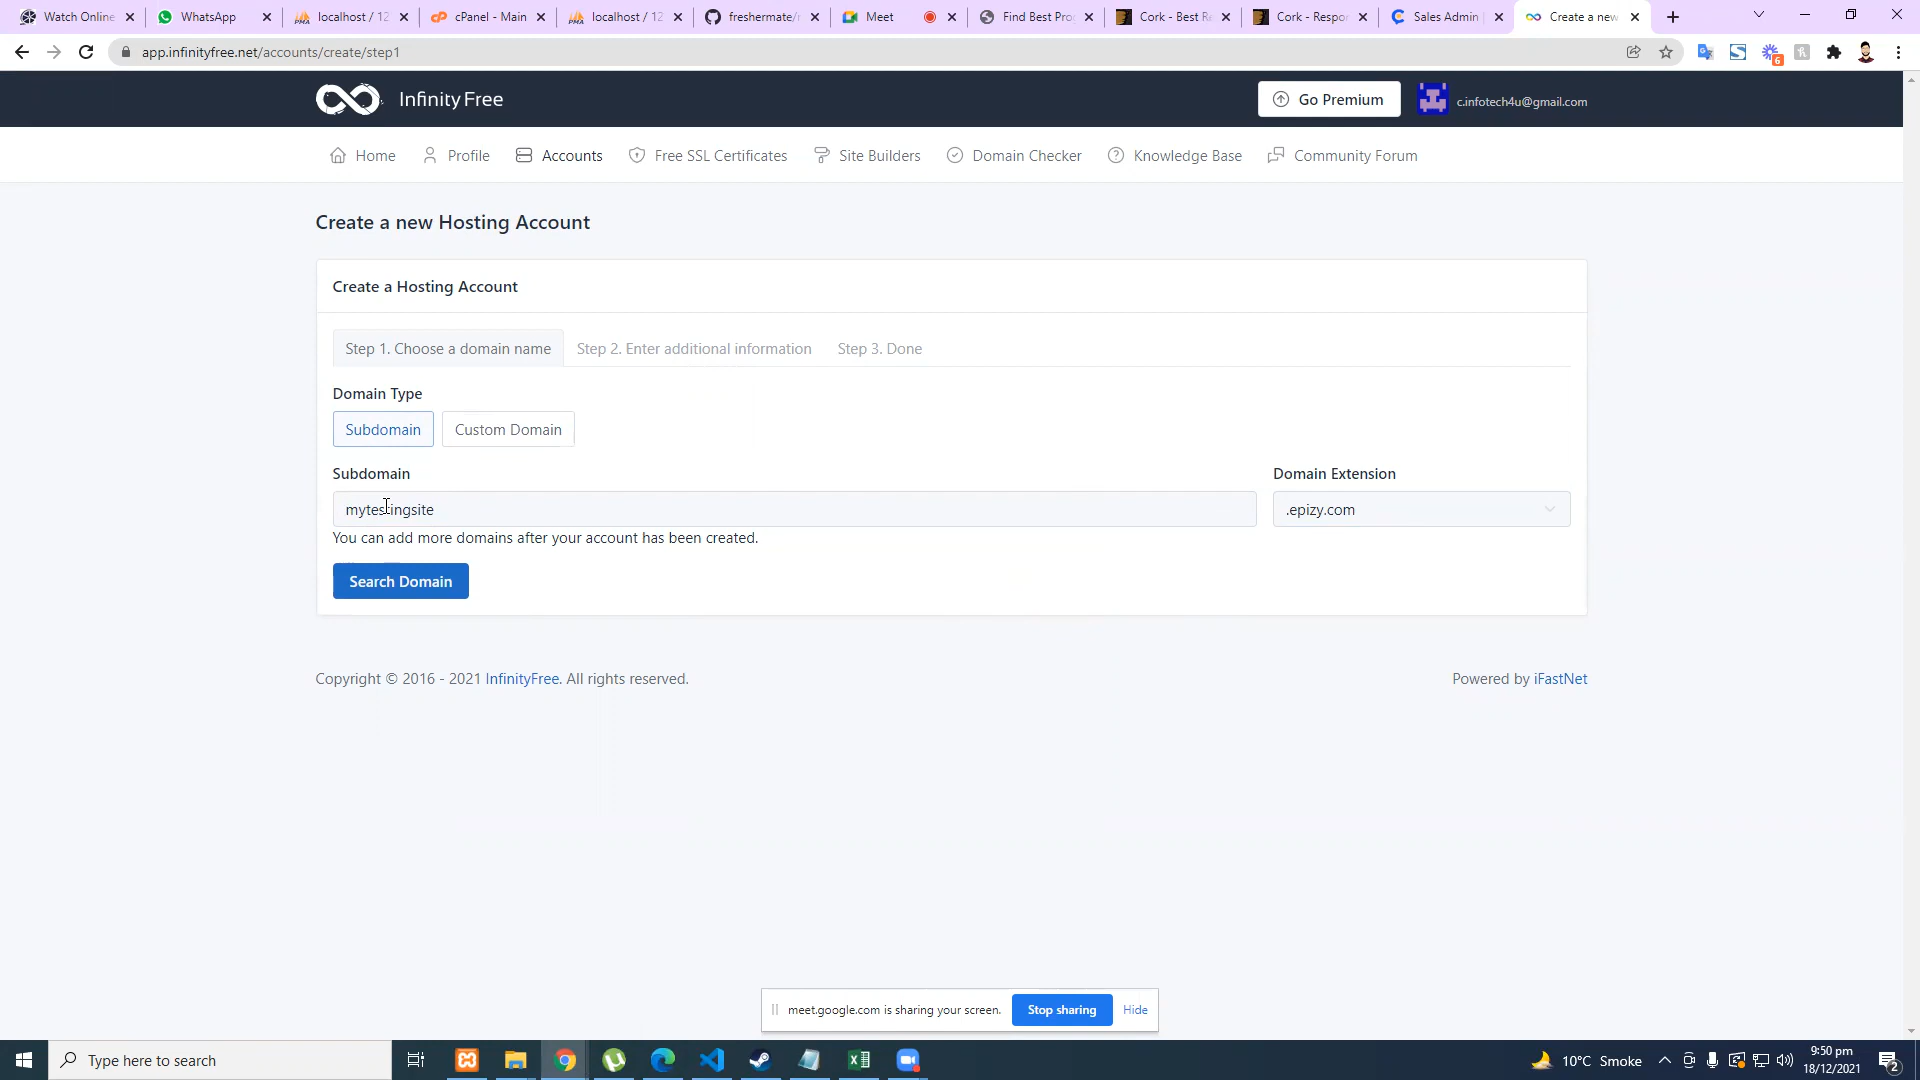 Watch Online
WhatsApp
localhost / 12
cPanel - Main
localhost / 12
freshermate/r
Meet
Find Best Pro
Cork - Best Re
Cork - Respor
Sales Admin |
Create a new
app.infinityfree.net/accounts/create/step1
6
Infinity Free
Go Premium
c.infotech4u@gmail.com
Home
Profile
Accounts
Free SSL Certificates
Site Builders
Domain Checker
Knowledge Base
Community Forum
Create a new Hosting Account
Create a Hosting Account
Step 1. Choose a domain name
Step 2. Enter additional information
Step 3. Done
Domain Type
Subdomain
Custom Domain
Subdomain
Domain Extension
mytestingsite
.epizy.com
You can add more domains after your account has been created.
Search Domain
Copyright © 2016 - 2021 InfinityFree. All rights reserved.
Powered by iFastNet
meet.google.com is sharing your screen.
Stop sharing
Hide
Type here to search
10°C Smoke
9:50 pm
18/12/2021
2